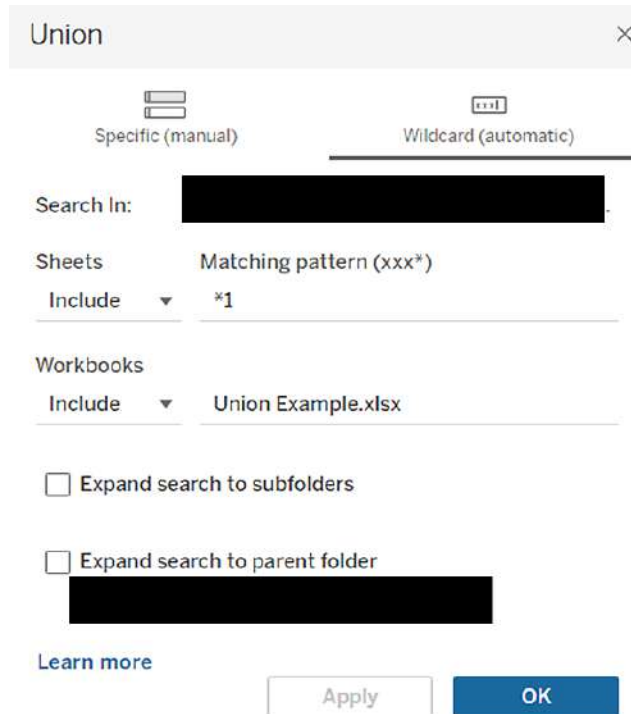 Union
Specific (manual) Wildcard (automatic)
Search In:
Sheets Matching pattern (xxx*)
Include *1
Workbooks
Include Union Example.xlsx
Expand search to subfolders
Expand search to parent folder
Learn more
Apply OK